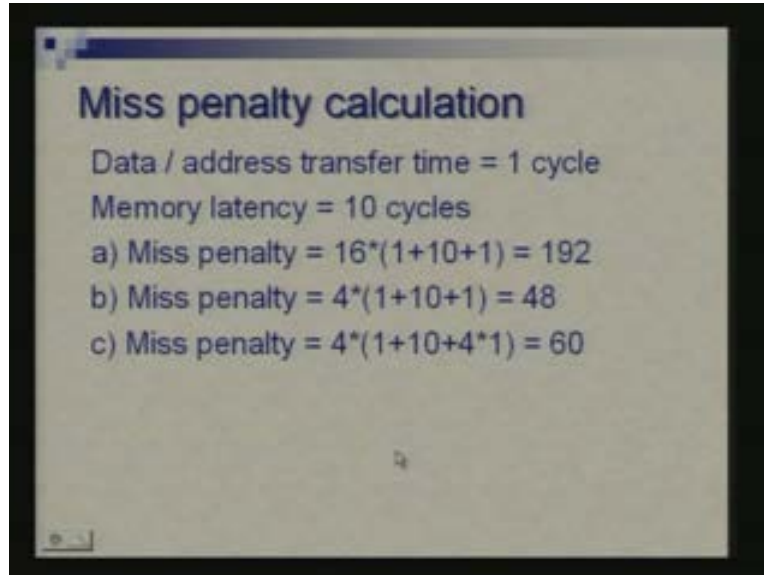 Miss penalty calculation
Data / address transfer time = 1 cycle
Memory latency = 10 cycles
a) Miss penalty = 16*(1+10+1) = 192
b) Miss penalty = 4*(1+10+1) = 48
c) Miss penalty = 4*(1+10+4*1) = 60